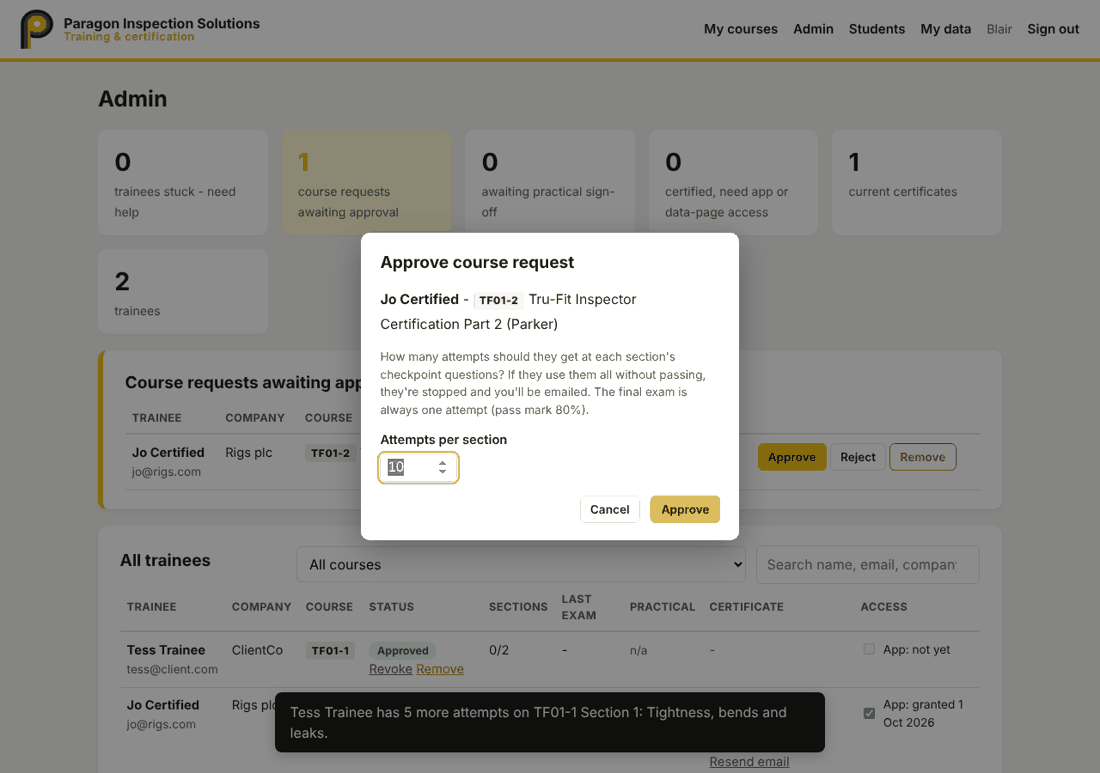 Paragon Inspection Solutions
Training & certification
My courses Admin Students My data Blair Sign out
Admin
0
trainees stuck - need
help
1
course requests
awaiting approval
0
awaiting practical sign-
off
0
certified, need app or
data-page access
1
current certificates
2
trainees
Approve course request
Jo Certified - TF01-2 Tru-Fit Inspector
Certification Part 2 (Parker)
How many attempts should they get at each section's
checkpoint questions? If they use them all without passing,
they're stopped and you'll be emailed. The final exam is
always one attempt (pass mark 80%).
Attempts per section
10
Cancel Approve
Course requests awaiting app
TRAINEE COMPANY COURSE
Jo Certified Rigs plc TF01-2 Approve Reject Remove
jo@rigs.com
All trainees All courses Search name, email, compan
TRAINEE COMPANY COURSE STATUS SECTIONS LAST EXAM PRACTICAL CERTIFICATE ACCESS
Tess Trainee ClientCo TF01-1 Approved 0/2 - n/a - App: not yet
tess@client.com Revoke Remove
Jo Certified Rigs plc App: granted 1
jo@rigs.com Oct 2026
Tess Trainee has 5 more attempts on TF01-1 Section 1: Tightness, bends and
leaks.
Resend email